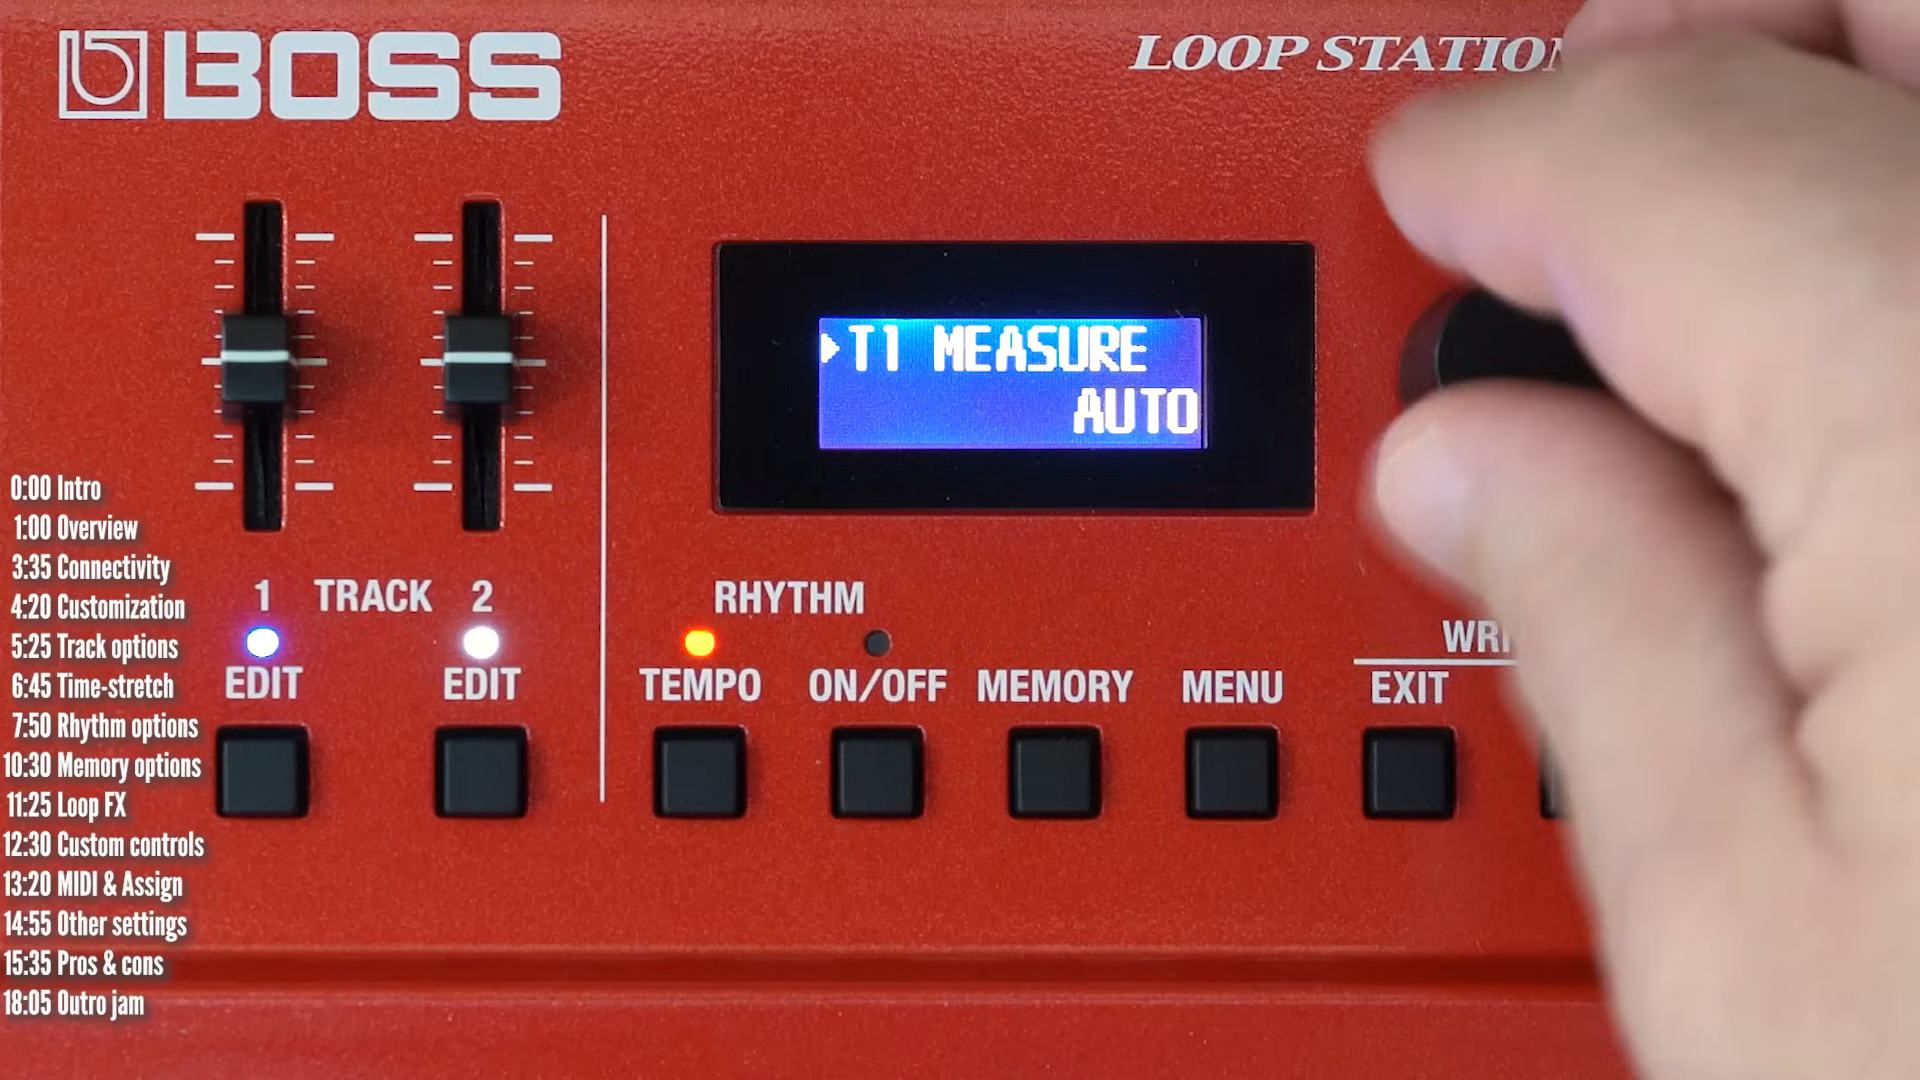 BOSS
LOOP STATION
T1 MEASURE
AUTO
0:00 Intro
1:00 Overview
3:35 Connectivity
4:20 Customization
5:25 Track options
6:45 Time-stretch
7:50 Rhythm options
10:30 Memory options
11:25 Loop FX
12:30 Custom controls
13:20 MIDI & Assign
14:55 Other settings
15:35 Pros & cons
18:05 Outro jam
1 TRACK 2
EDIT EDIT
RHYTHM
TEMPO ON/OFF MEMORY MENU EXIT